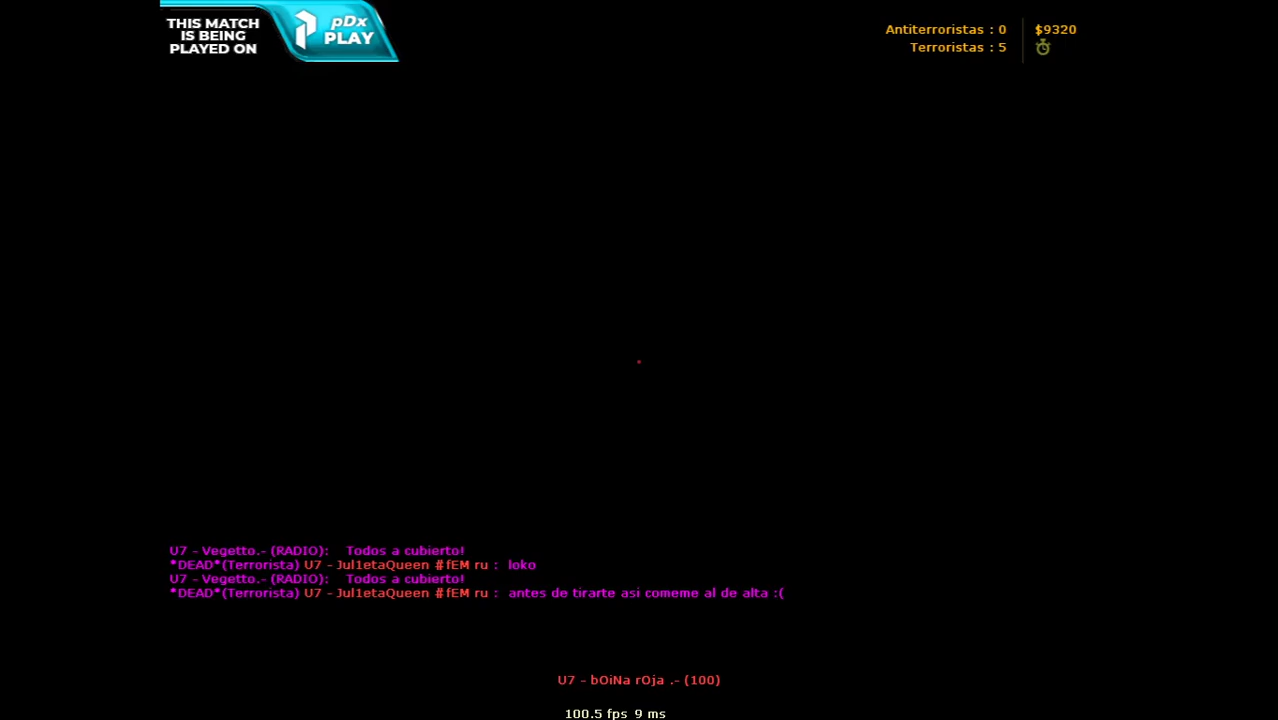 THIS MATCH
IS BEING
PLAYED ON
pDx
PLAY
Antiterroristas : 0
$9320
Terroristas : 5
U7 - Vegetto.- (RADIO): Todos a cubierto!
*DEAD*(Terrorista) U7 - Jul1etaQueen #fEM ru : loko
U7 - Vegetto.- (RADIO): Todos a cubierto!
*DEAD*(Terrorista) U7 - Jul1etaQueen #fEM ru : antes de tirarte asi comeme al de alta :(
U7 - bOiNa rOja .- (100)
100.5 fps 9 ms